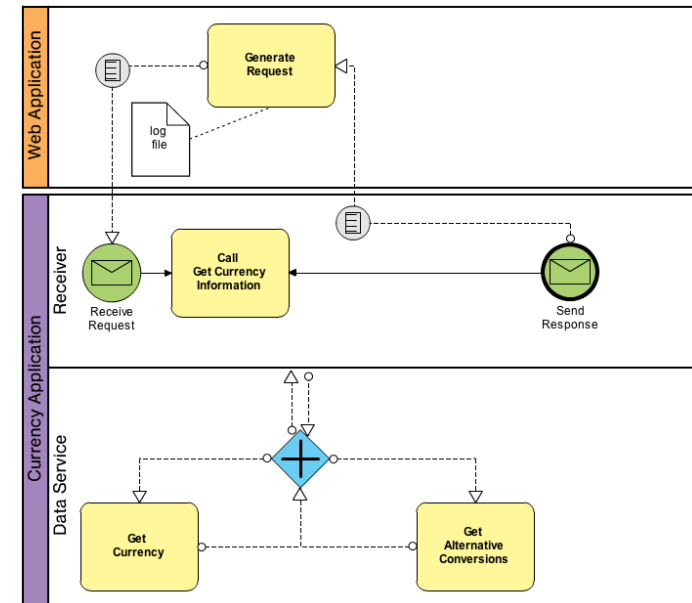 Web Application
Generate
Request
log
file
Currency Application
Receiver
Call
Get Currency
Information
Receive
Request
Send
Response
Data Service
Get
Currency
Get
Alternative
Conversions